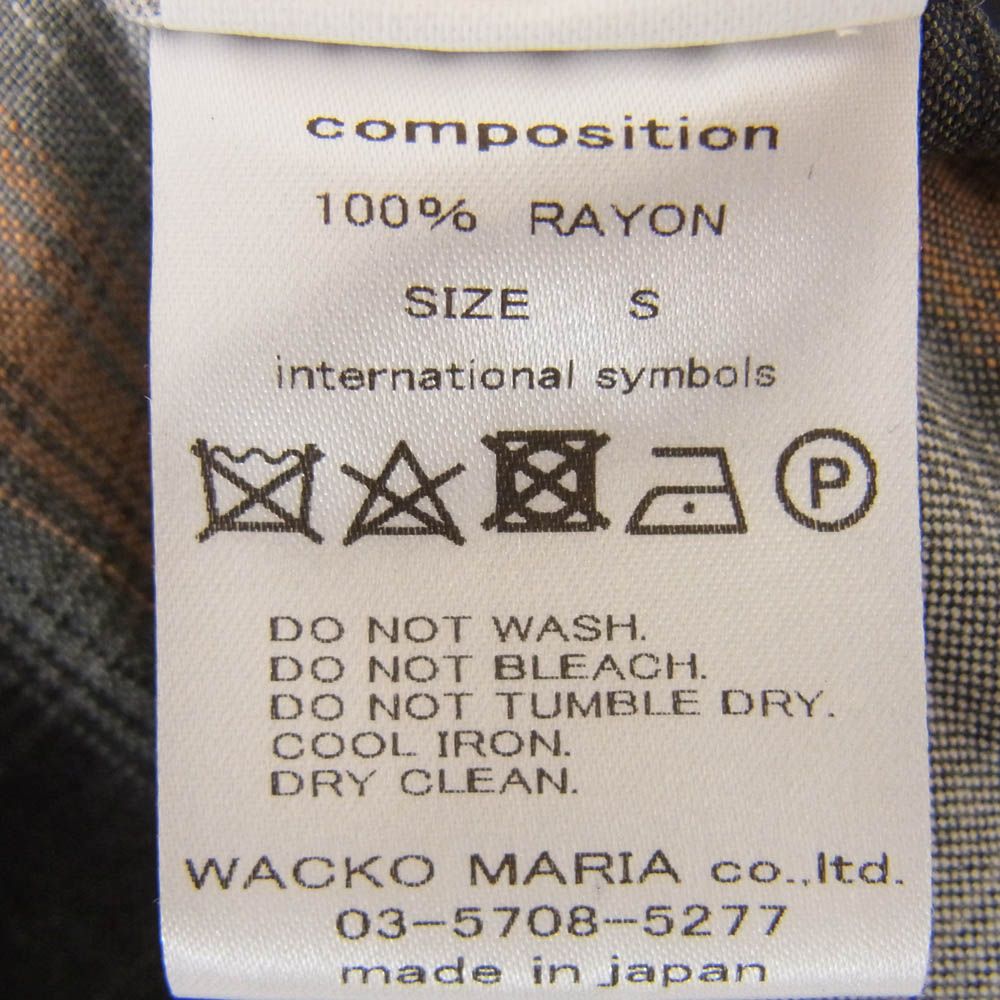 composition
100% RAYON
SIZE S
international symbols
P
DO NOT WASH.
DO NOT BLEACH.
DO NOT TUMBLE DRY.
COOL IRON.
DRY CLEAN.
WACKO MARIA co.,ltd.
03-5708-5277
made in japan